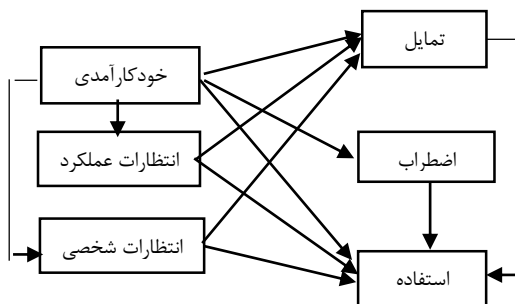 تمایل
خودکارآمدی
انتظارات عملکرد
اضطراب
انتظارات شخصی
استفاده